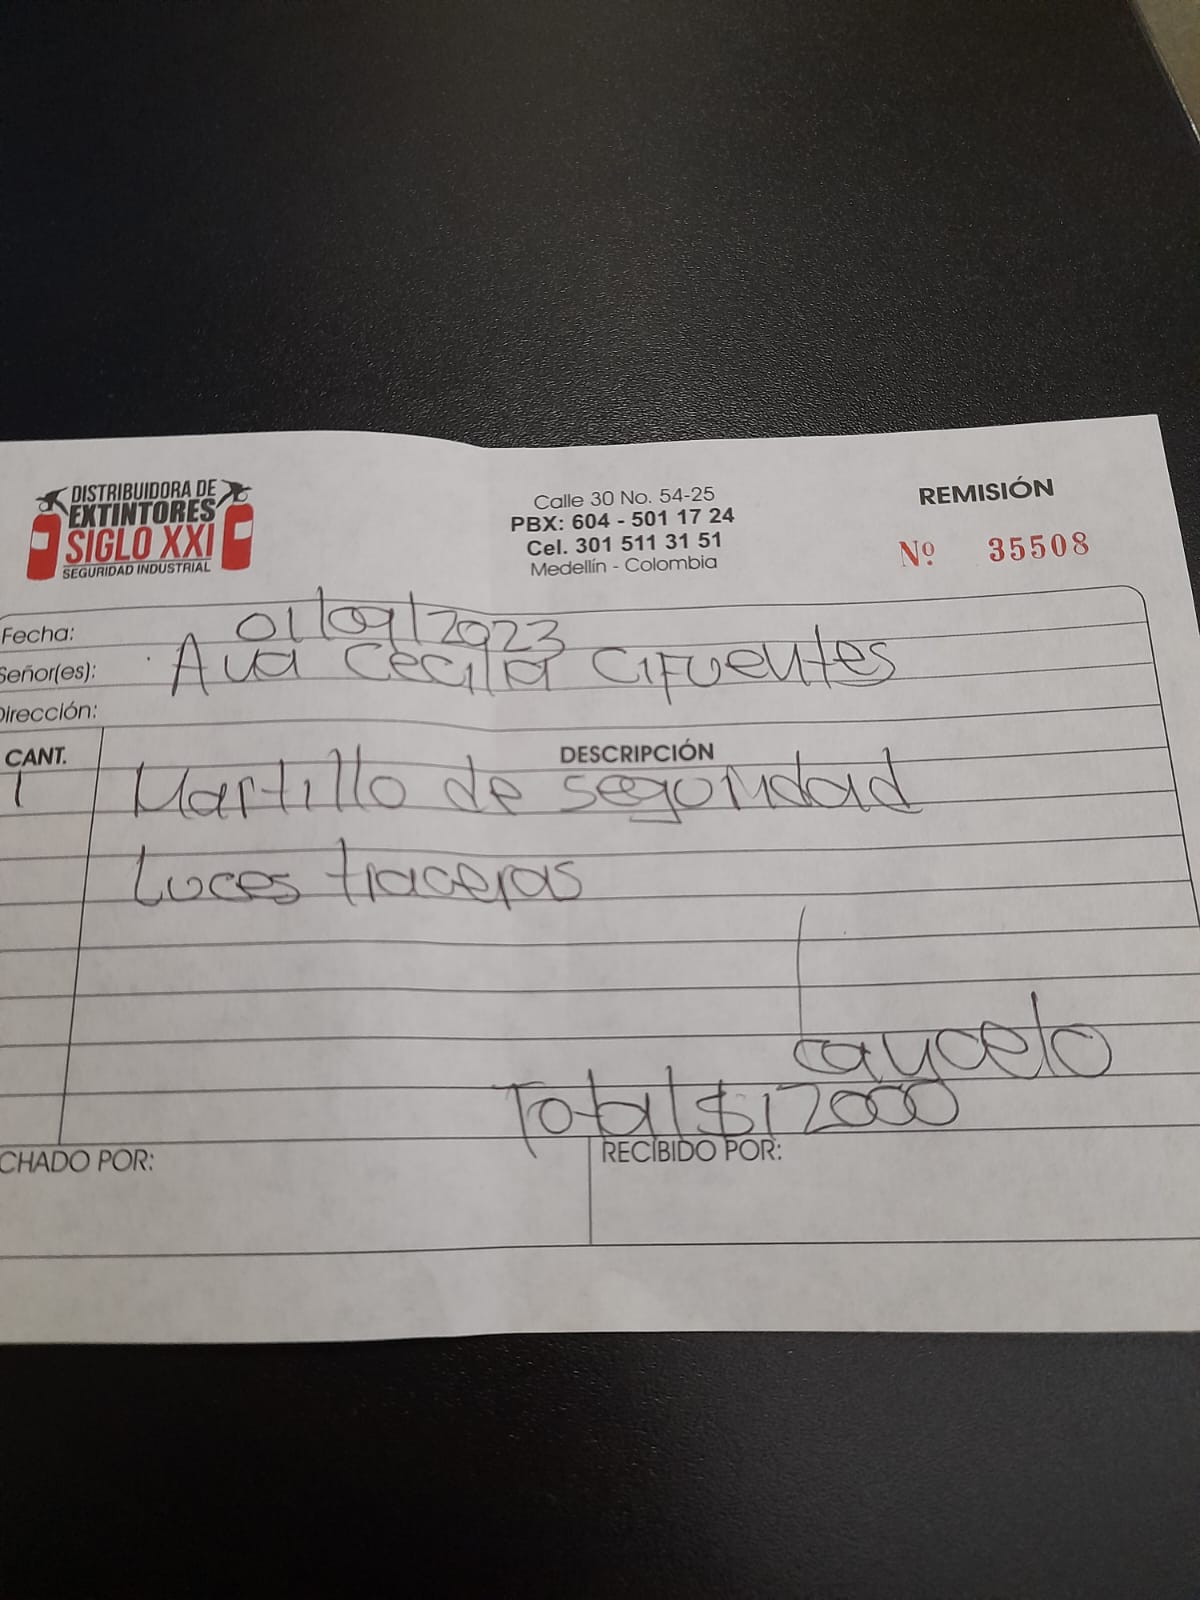 DISTRIBUIDORA DE
EXTINTORES
SIGLO XXI
SEGURIDAD INDUSTRIAL
Calle 30 No. 54-25
PBX: 604 - 501 17 24
Cel. 301 511 31 51
Medellín - Colombia
REMISIÓN
Nº 35508
Fecha: 01/09/2023
Señor(es): Ana Cecilia Cifuentes
Dirección:
CANT. DESCRIPCIÓN
1 Martillo de seguridad
Luces traceras
Total $12000
CHADO POR: RECIBIDO POR: